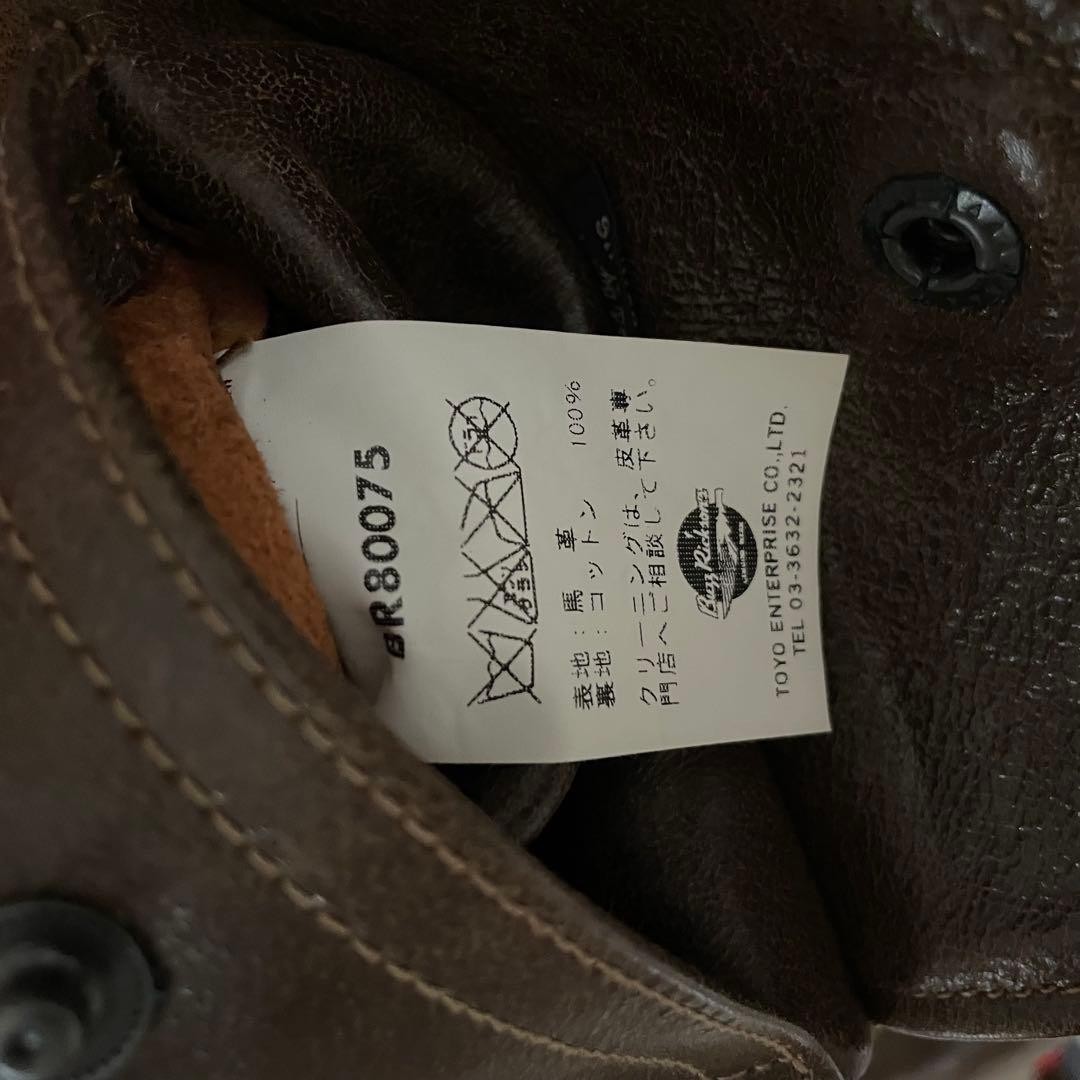 BR80075
表地：馬　革
裏地：コットン　100%
クリーニングは、皮革専
門店へご相談して下さい。
Buzz Rickson's
TOYO ENTERPRISE CO.,LTD.
TEL 03-3632-2321